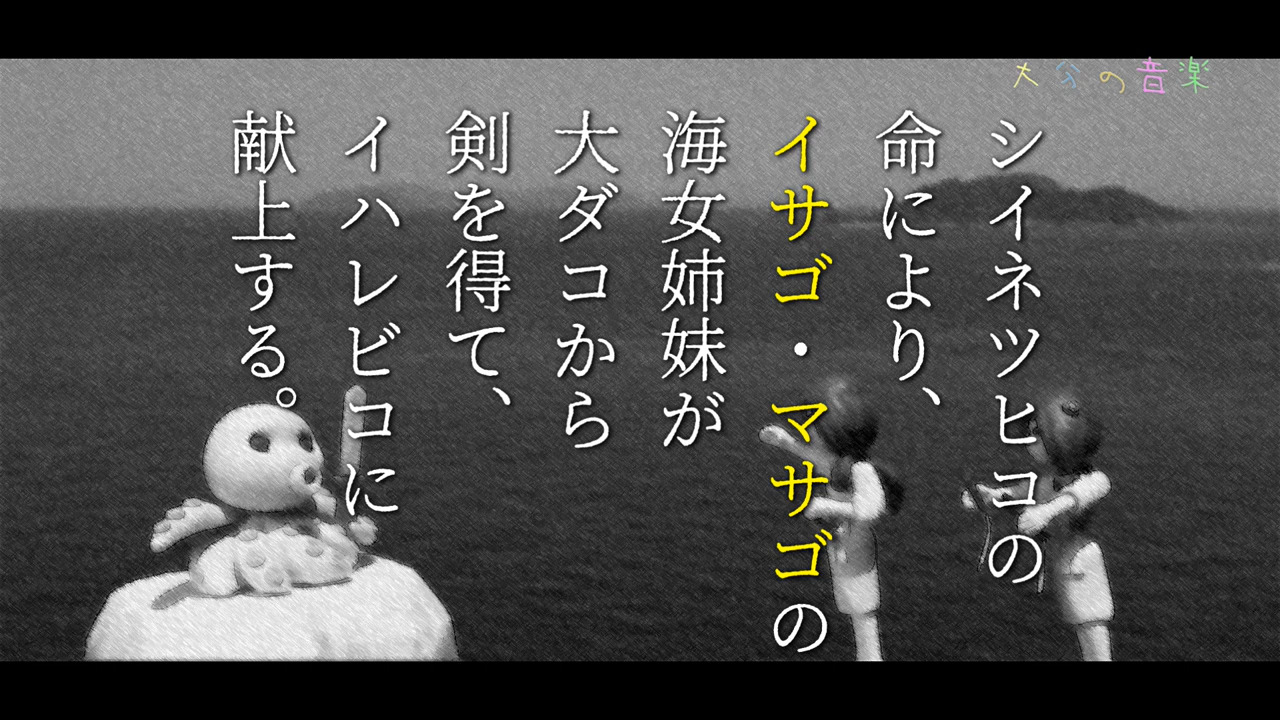 大公の音楽
シイネツヒコの
命により、
イサゴ・マサゴの
海女姉妹が
大ダコから
剣を得て、
イハレビコに
献上する。